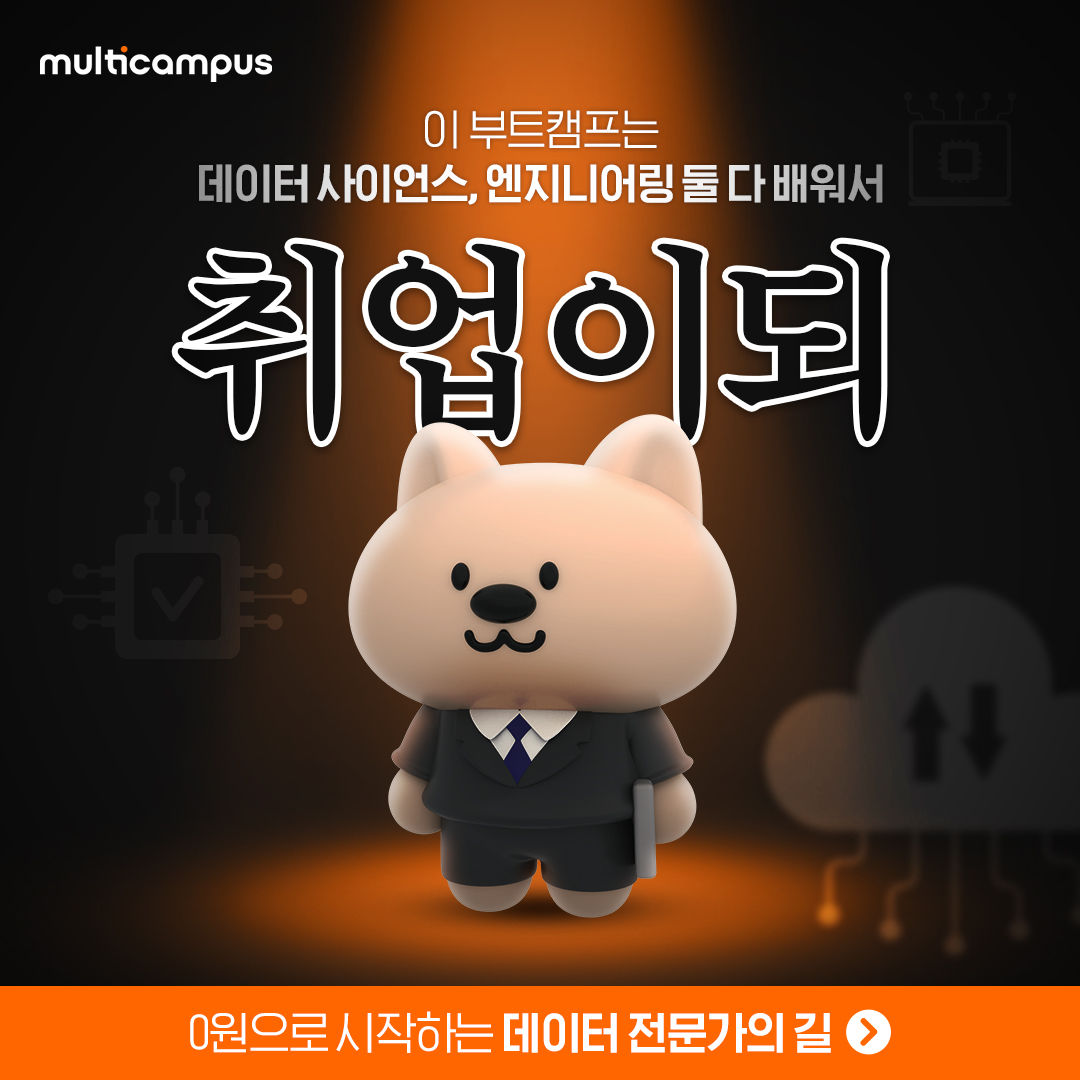 multicampus
이 부트캠프는
데이터 사이언스, 엔지니어링 둘 다 배워서
취업이되
0원으로 시작하는 데이터 전문가의 길